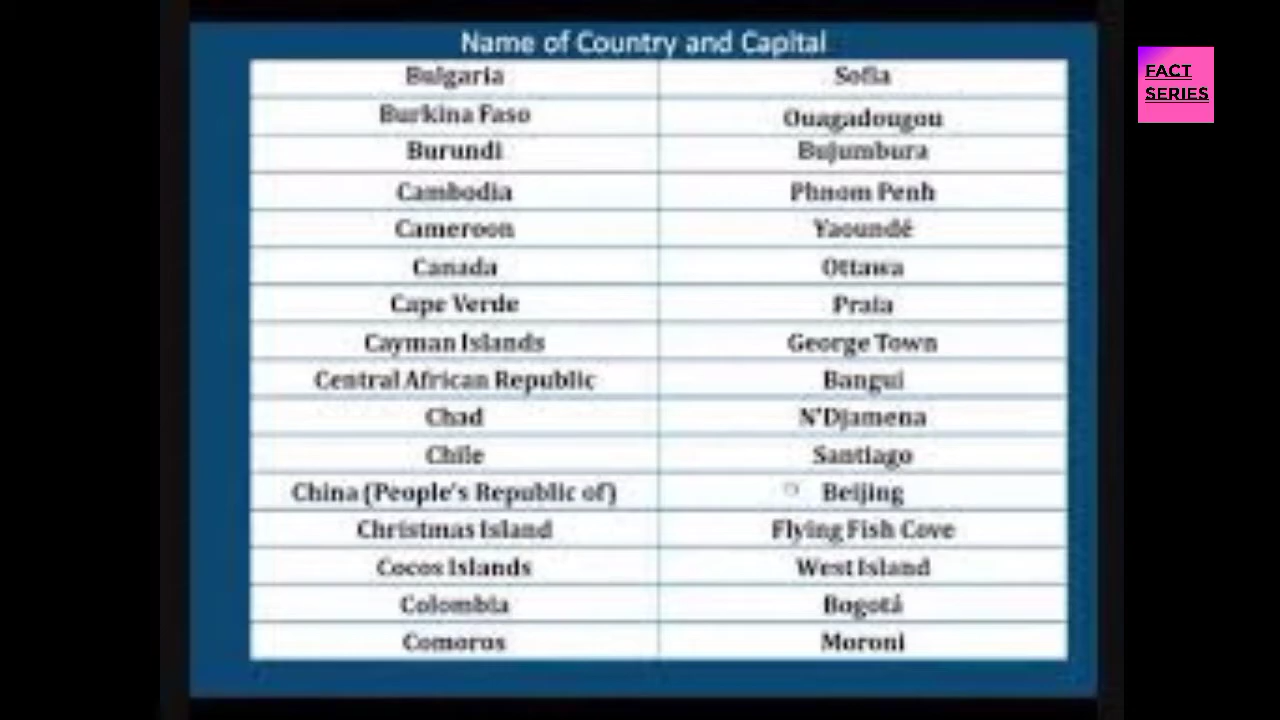 Name of Country and Capital
Bulgaria Sofia
Burkina Faso Ouagadougou
Burundi Bujumbura
Cambodia Phnom Penh
Cameroon Yaoundé
Canada Ottawa
Cape Verde Praia
Cayman Islands George Town
Central African Republic Bangui
Chad N'Djamena
Chile Santiago
China (People's Republic of) Beijing
Christmas Island Flying Fish Cove
Cocos Islands West Island
Colombia Bogotá
Comoros Moroni
FACT
SERIES